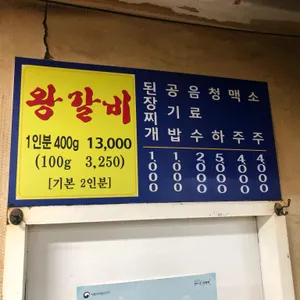 왕갈비
1인분 400g 13,000
(100g 3,250)
[기본 2인분]
된장찌개 1000
공기밥 1000
음료수 2000
청하 5000
맥주 4000
소주 4000